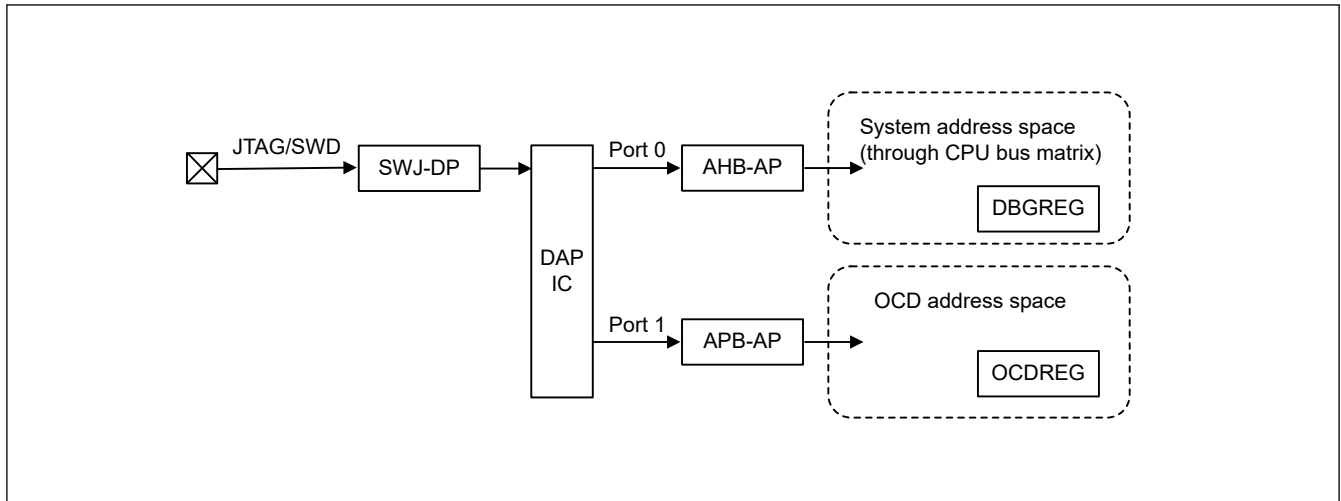 JTAG/SWD
SWJ-DP
DAP
IC
Port 0
AHB-AP
System address space
(through CPU bus matrix)
DBGREG
Port 1
APB-AP
OCD address space
OCDREG